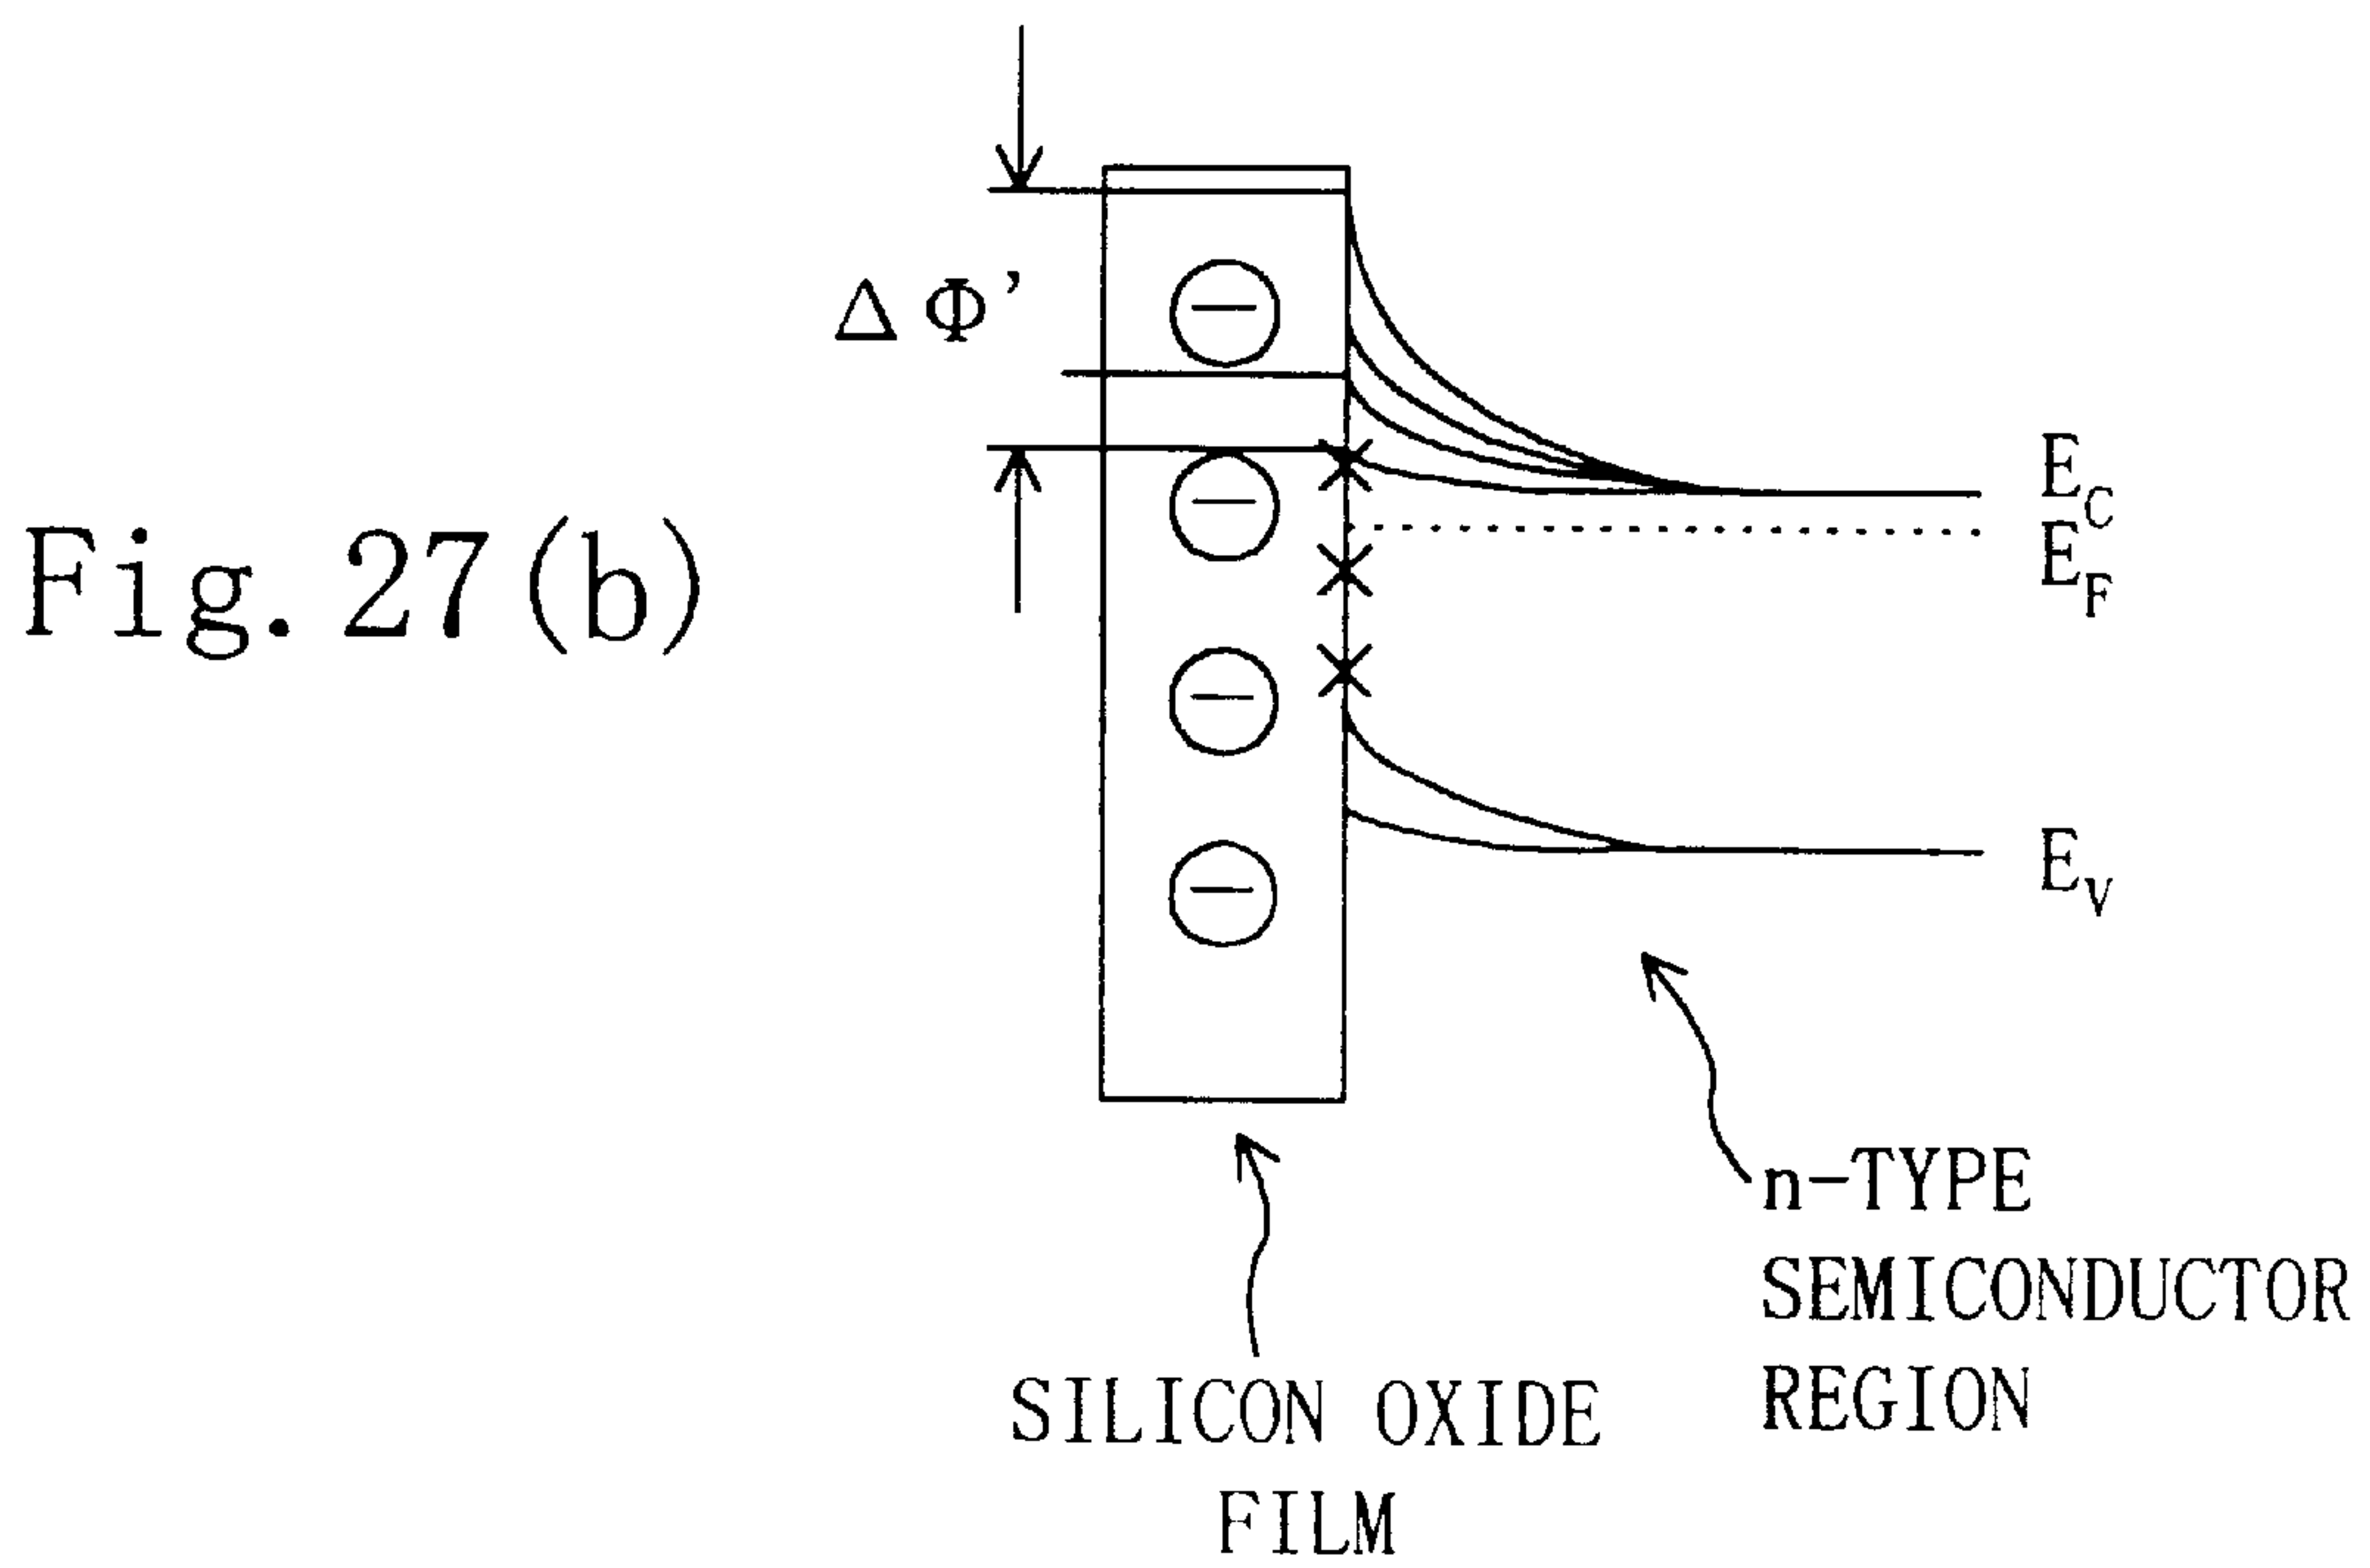 ΔΦ'
E_C
E_F
Fig. 27(b)
E_V
n-TYPE
SEMICONDUCTOR
REGION
SILICON OXIDE
FILM